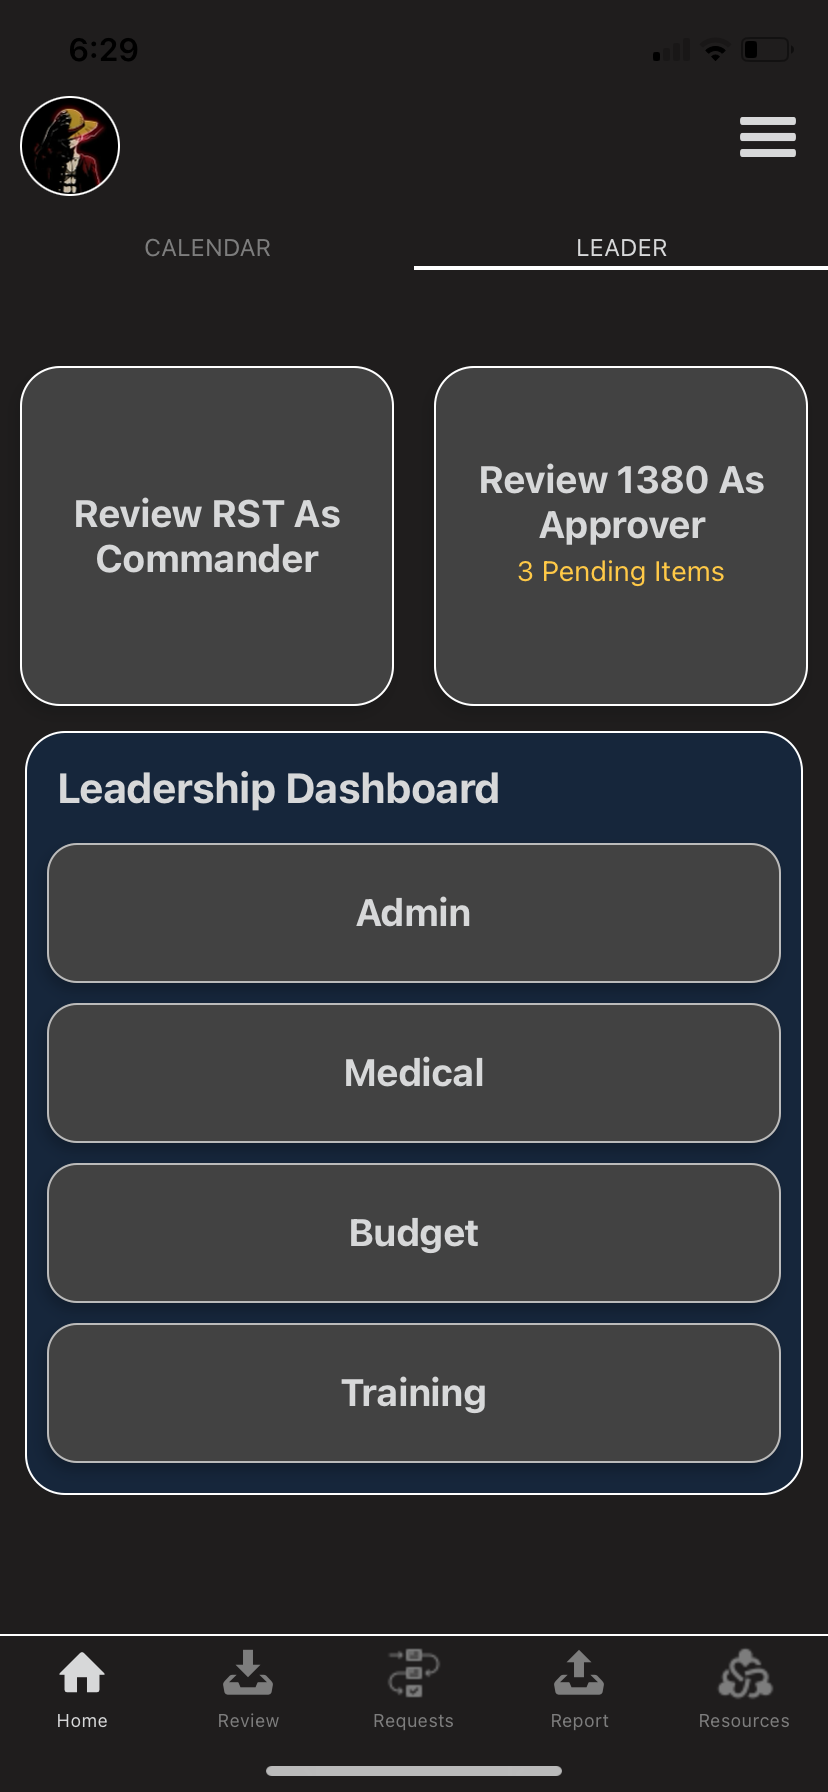 6:29
CALENDAR
LEADER
Review RST As
Commander
Review 1380 As
Approver
3 Pending Items
Leadership Dashboard
Admin
Medical
Budget
Training
Home
Review
Requests
Report
Resources